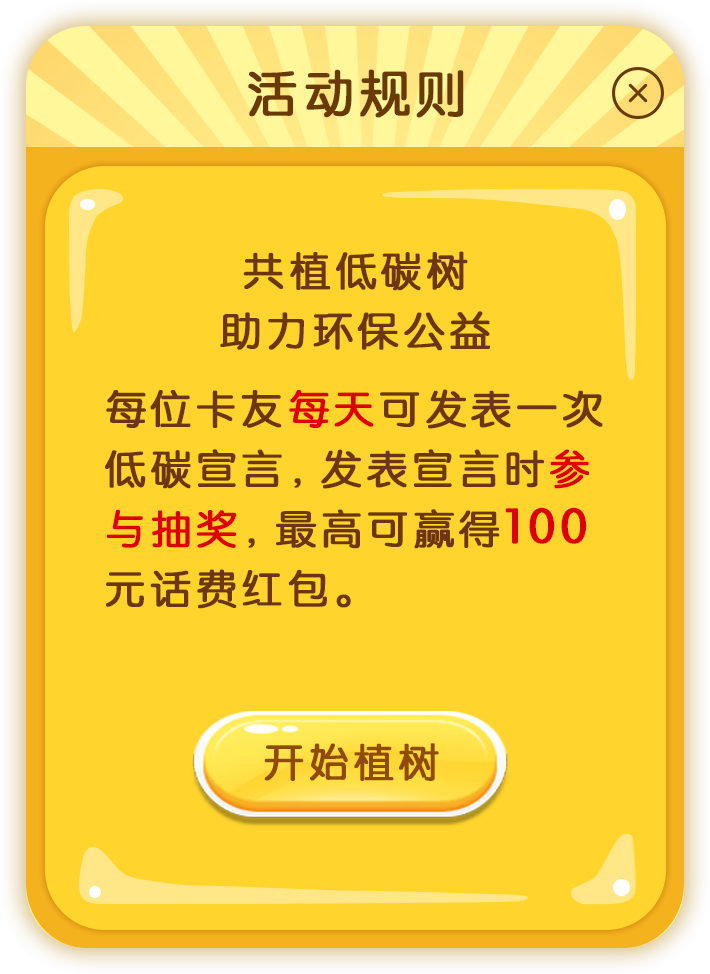 活动规则
共植低碳树
助力环保公益
每位卡友每天可发表一次
低碳宣言，发表宣言时参
与抽奖，最高可赢得100
元话费红包。
开始植树